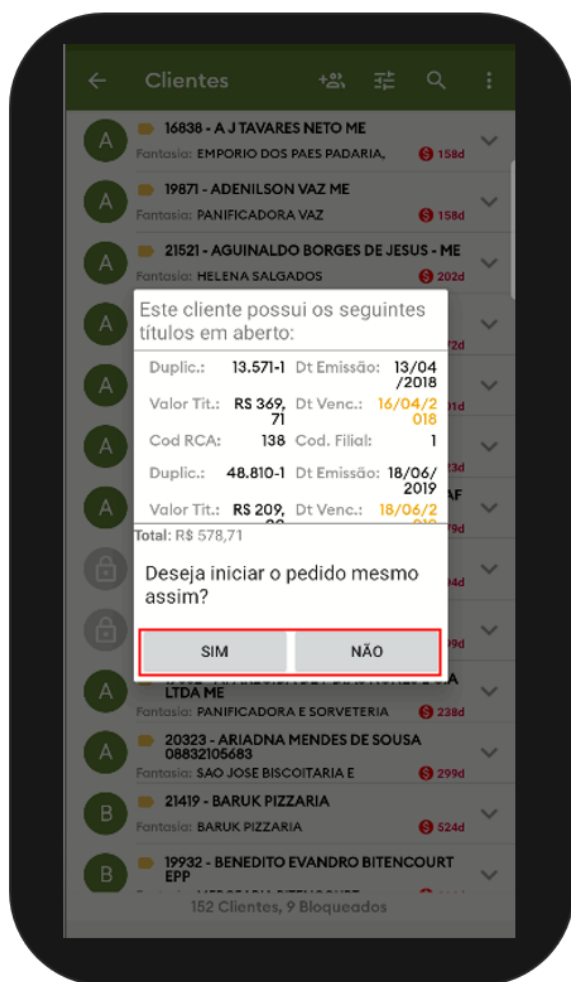 Clientes
A
16838 - A J TAVARES NETO ME
Fantasia: EMPORIO DOS PAES PADARIA,
158d
A
19871 - ADENILSON VAZ ME
Fantasia: PANIFICADORA VAZ
158d
A
21521 - AGUINALDO BORGES DE JESUS - ME
Fantasia: HELENA SALGADOS
202d
A
Este cliente possui os seguintes
títulos em aberto:
Duplic.: 13.571-1 Dt Emissão: 13/04
/2018
Valor Tit.: R$ 369, Dt Venc.: 16/04/2
71 018
Cod RCA: 138 Cod. Filial: 1
Duplic.: 48.810-1 Dt Emissão: 18/06/
2019
Valor Tit.: R$ 209, Dt Venc.: 18/06/2
Total: R$ 578,71
Deseja iniciar o pedido mesmo
assim?
SIM NÃO
A
A
A
A
LTDA ME
Fantasia: PANIFICADORA E SORVETERIA
238d
A
20323 - ARIADNA MENDES DE SOUSA
08832105683
Fantasia: SAO JOSE BISCOITARIA E
299d
B
21419 - BARUK PIZZARIA
Fantasia: BARUK PIZZARIA
524d
B
19932 - BENEDITO EVANDRO BITENCOURT
EPP
152 Clientes, 9 Bloqueados